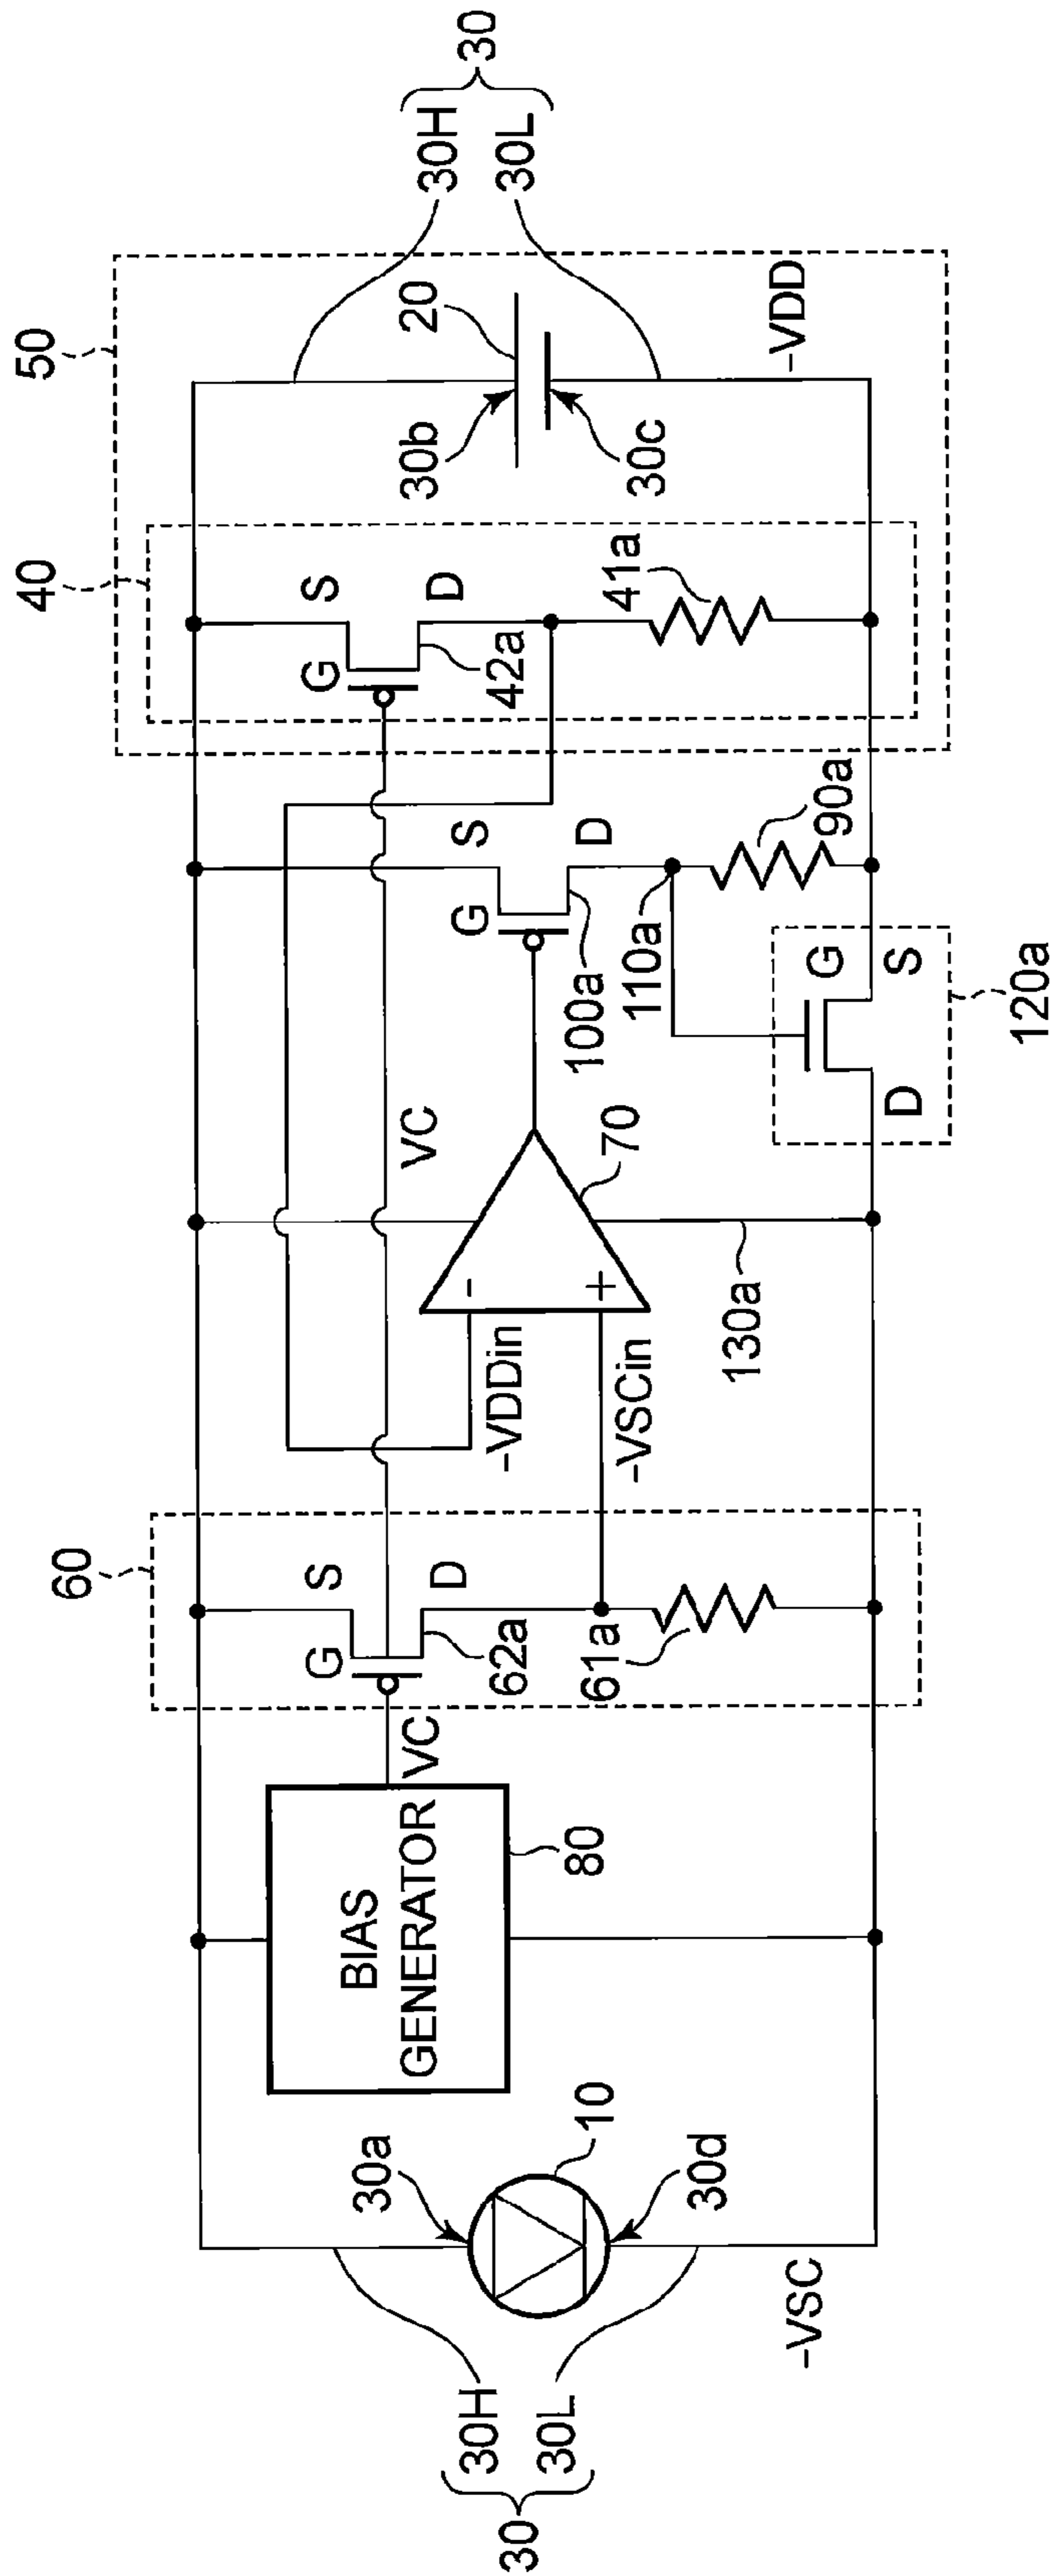 30
30H
30L
-VSC
30a
10
30d
BIAS
GENERATOR
80
VC
60
S
G
D
62a
61a
-VDDin
-VSCin
-
+
VC
70
130a
S
G
D
100a
110a
90a
G
D
S
120a
50
40
S
G
D
42a
41a
20
30b
30c
-VDD
30H
30L
30